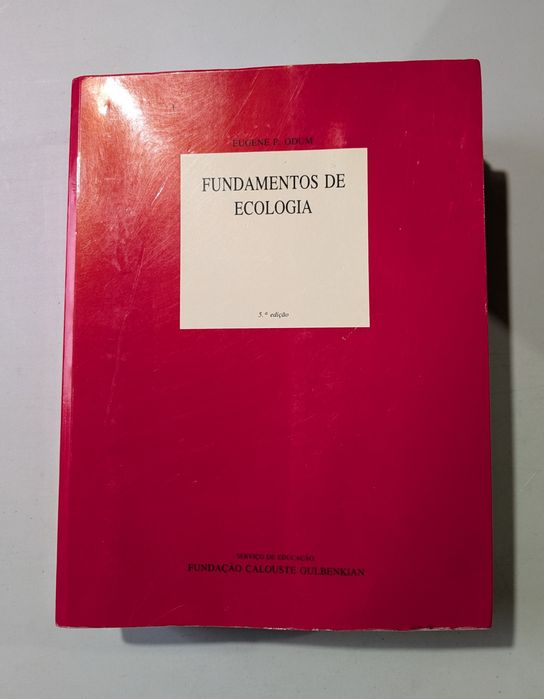 EUGENE P. ODUM
FUNDAMENTOS DE
ECOLOGIA
5.ª edição
SERVIÇO DE EDUCAÇÃO
FUNDAÇÃO CALOUSTE GULBENKIAN